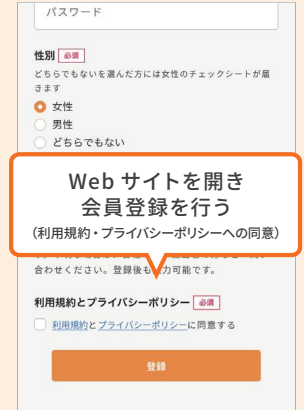 パスワード
性別 必須
どちらでもないを選んだ方には女性のチェックシートが届
きます
女性
男性
どちらでもない
Web サイトを開き
会員登録を行う
（利用規約・プライバシーポリシーへの同意）
合わせください。登録後も入力可能です。
利用規約とプライバシーポリシー 必須
利用規約とプライバシーポリシーに同意する
登録